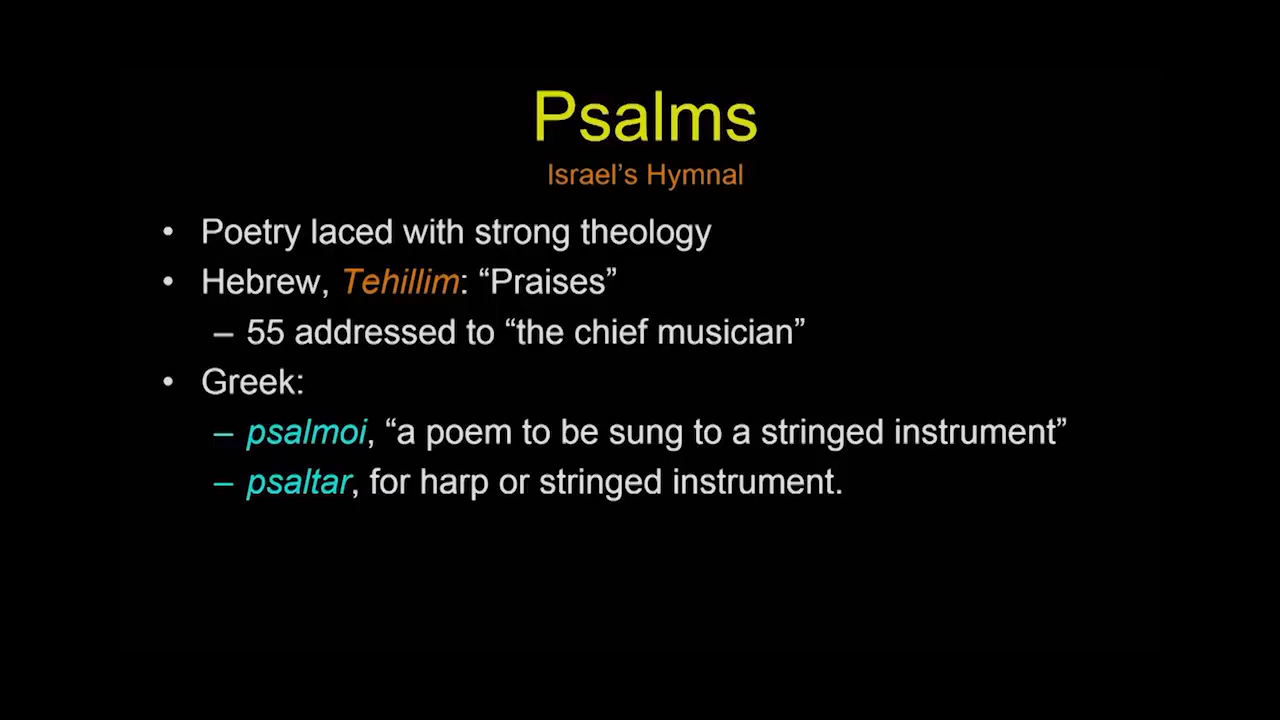 Psalms
Israel’s Hymnal
• Poetry laced with strong theology
• Hebrew, Tehillim: “Praises”
– 55 addressed to “the chief musician”
• Greek:
– psalmoi, “a poem to be sung to a stringed instrument”
– psaltar, for harp or stringed instrument.